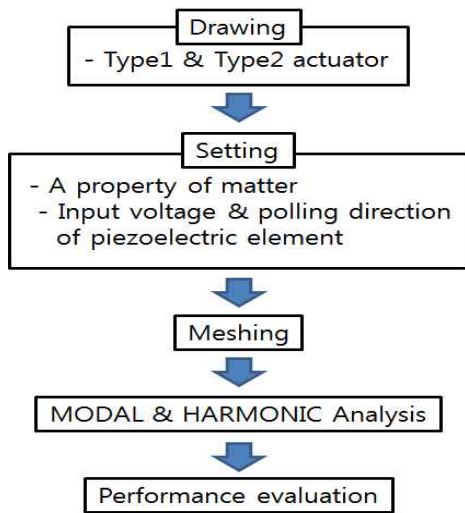 Drawing
- Type1 & Type2 actuator
Setting
- A property of matter
- Input voltage & polling direction
of piezoelectric element
Meshing
MODAL & HARMONIC Analysis
Performance evaluation